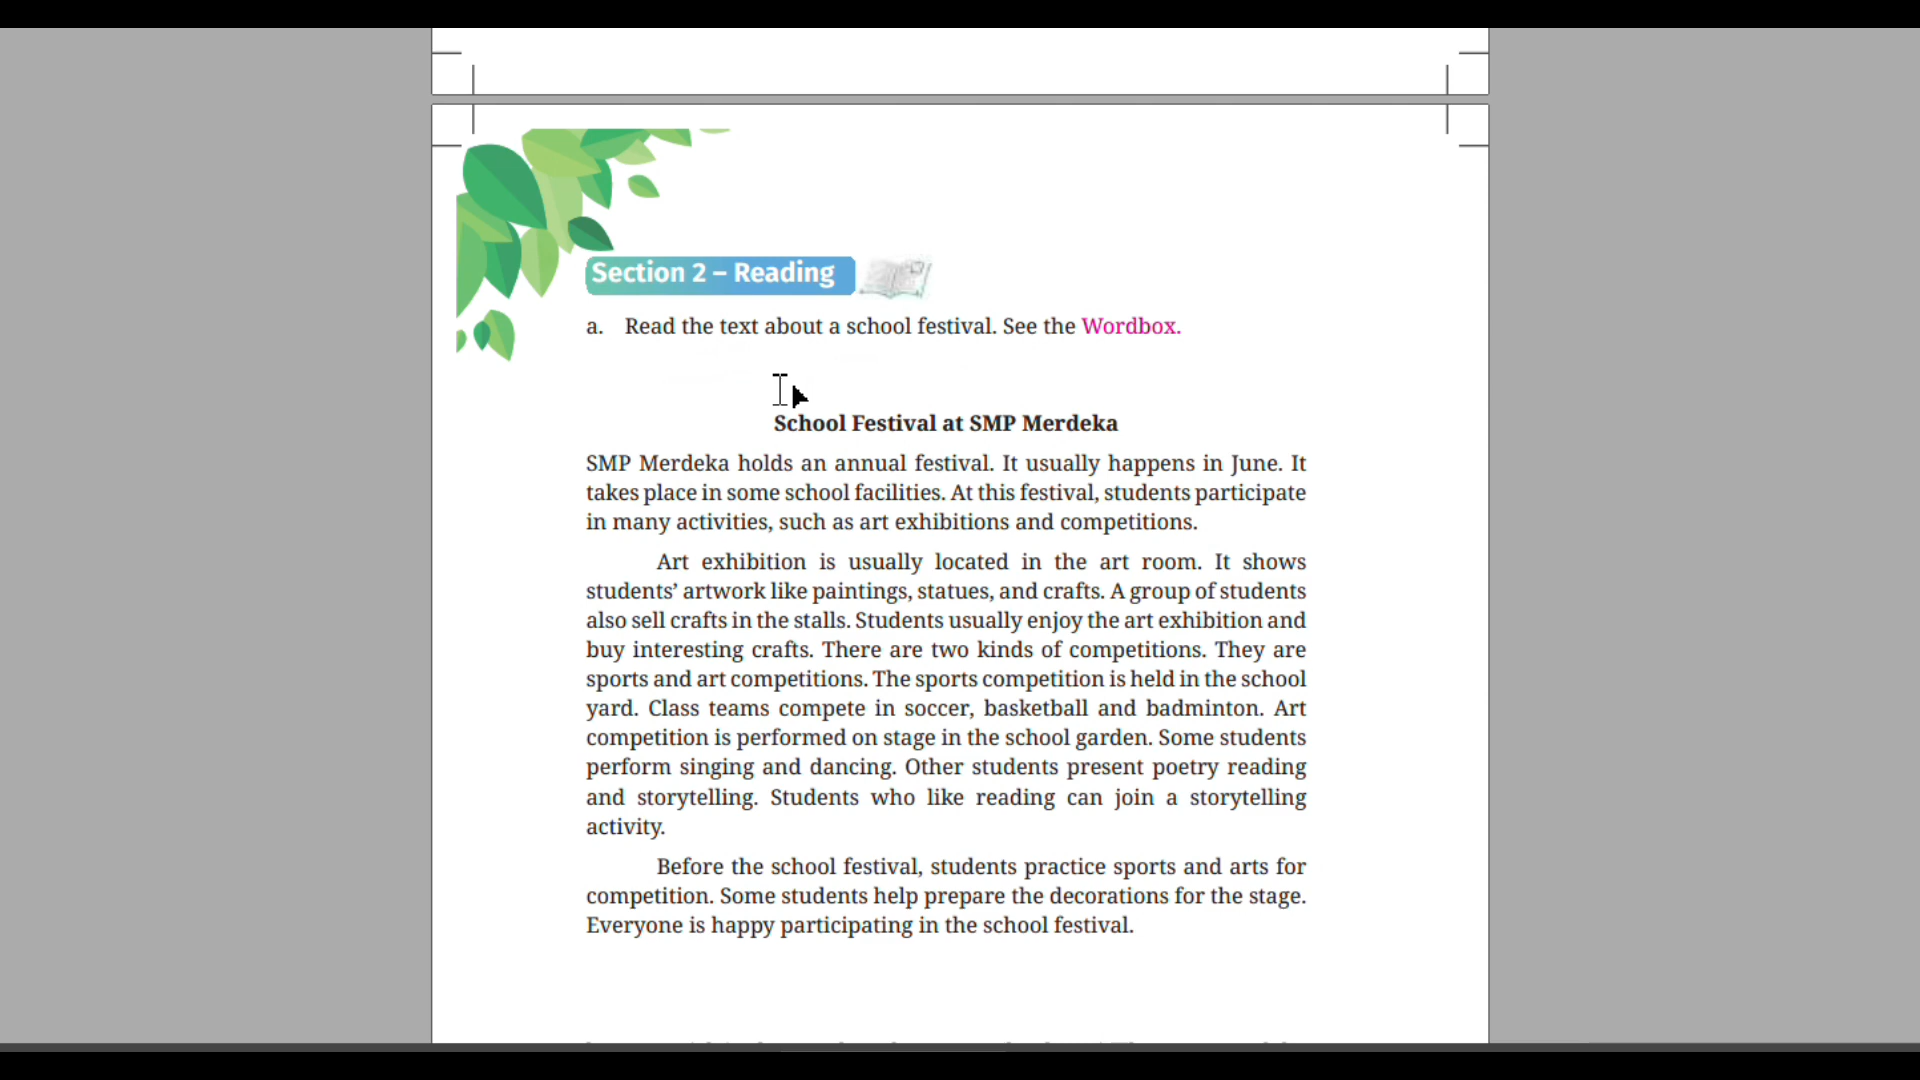 Section 2 – Reading
a. Read the text about a school festival. See the Wordbox.
School Festival at SMP Merdeka
SMP Merdeka holds an annual festival. It usually happens in June. It
takes place in some school facilities. At this festival, students participate
in many activities, such as art exhibitions and competitions.
Art exhibition is usually located in the art room. It shows
students’ artwork like paintings, statues, and crafts. A group of students
also sell crafts in the stalls. Students usually enjoy the art exhibition and
buy interesting crafts. There are two kinds of competitions. They are
sports and art competitions. The sports competition is held in the school
yard. Class teams compete in soccer, basketball and badminton. Art
competition is performed on stage in the school garden. Some students
perform singing and dancing. Other students present poetry reading
and storytelling. Students who like reading can join a storytelling
activity.
Before the school festival, students practice sports and arts for
competition. Some students help prepare the decorations for the stage.
Everyone is happy participating in the school festival.